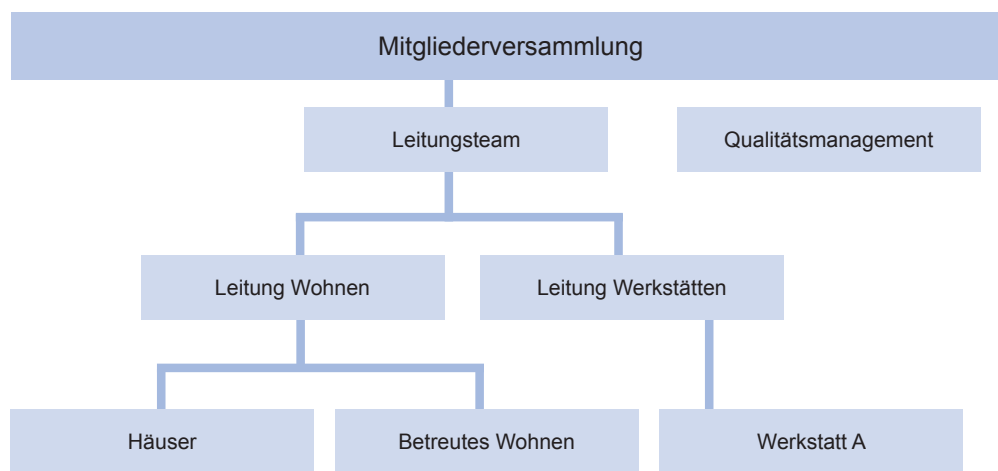 Mitgliederversammlung
Leitungsteam
Qualitätsmanagement
Leitung Wohnen
Leitung Werkstätten
Häuser
Betreutes Wohnen
Werkstatt A